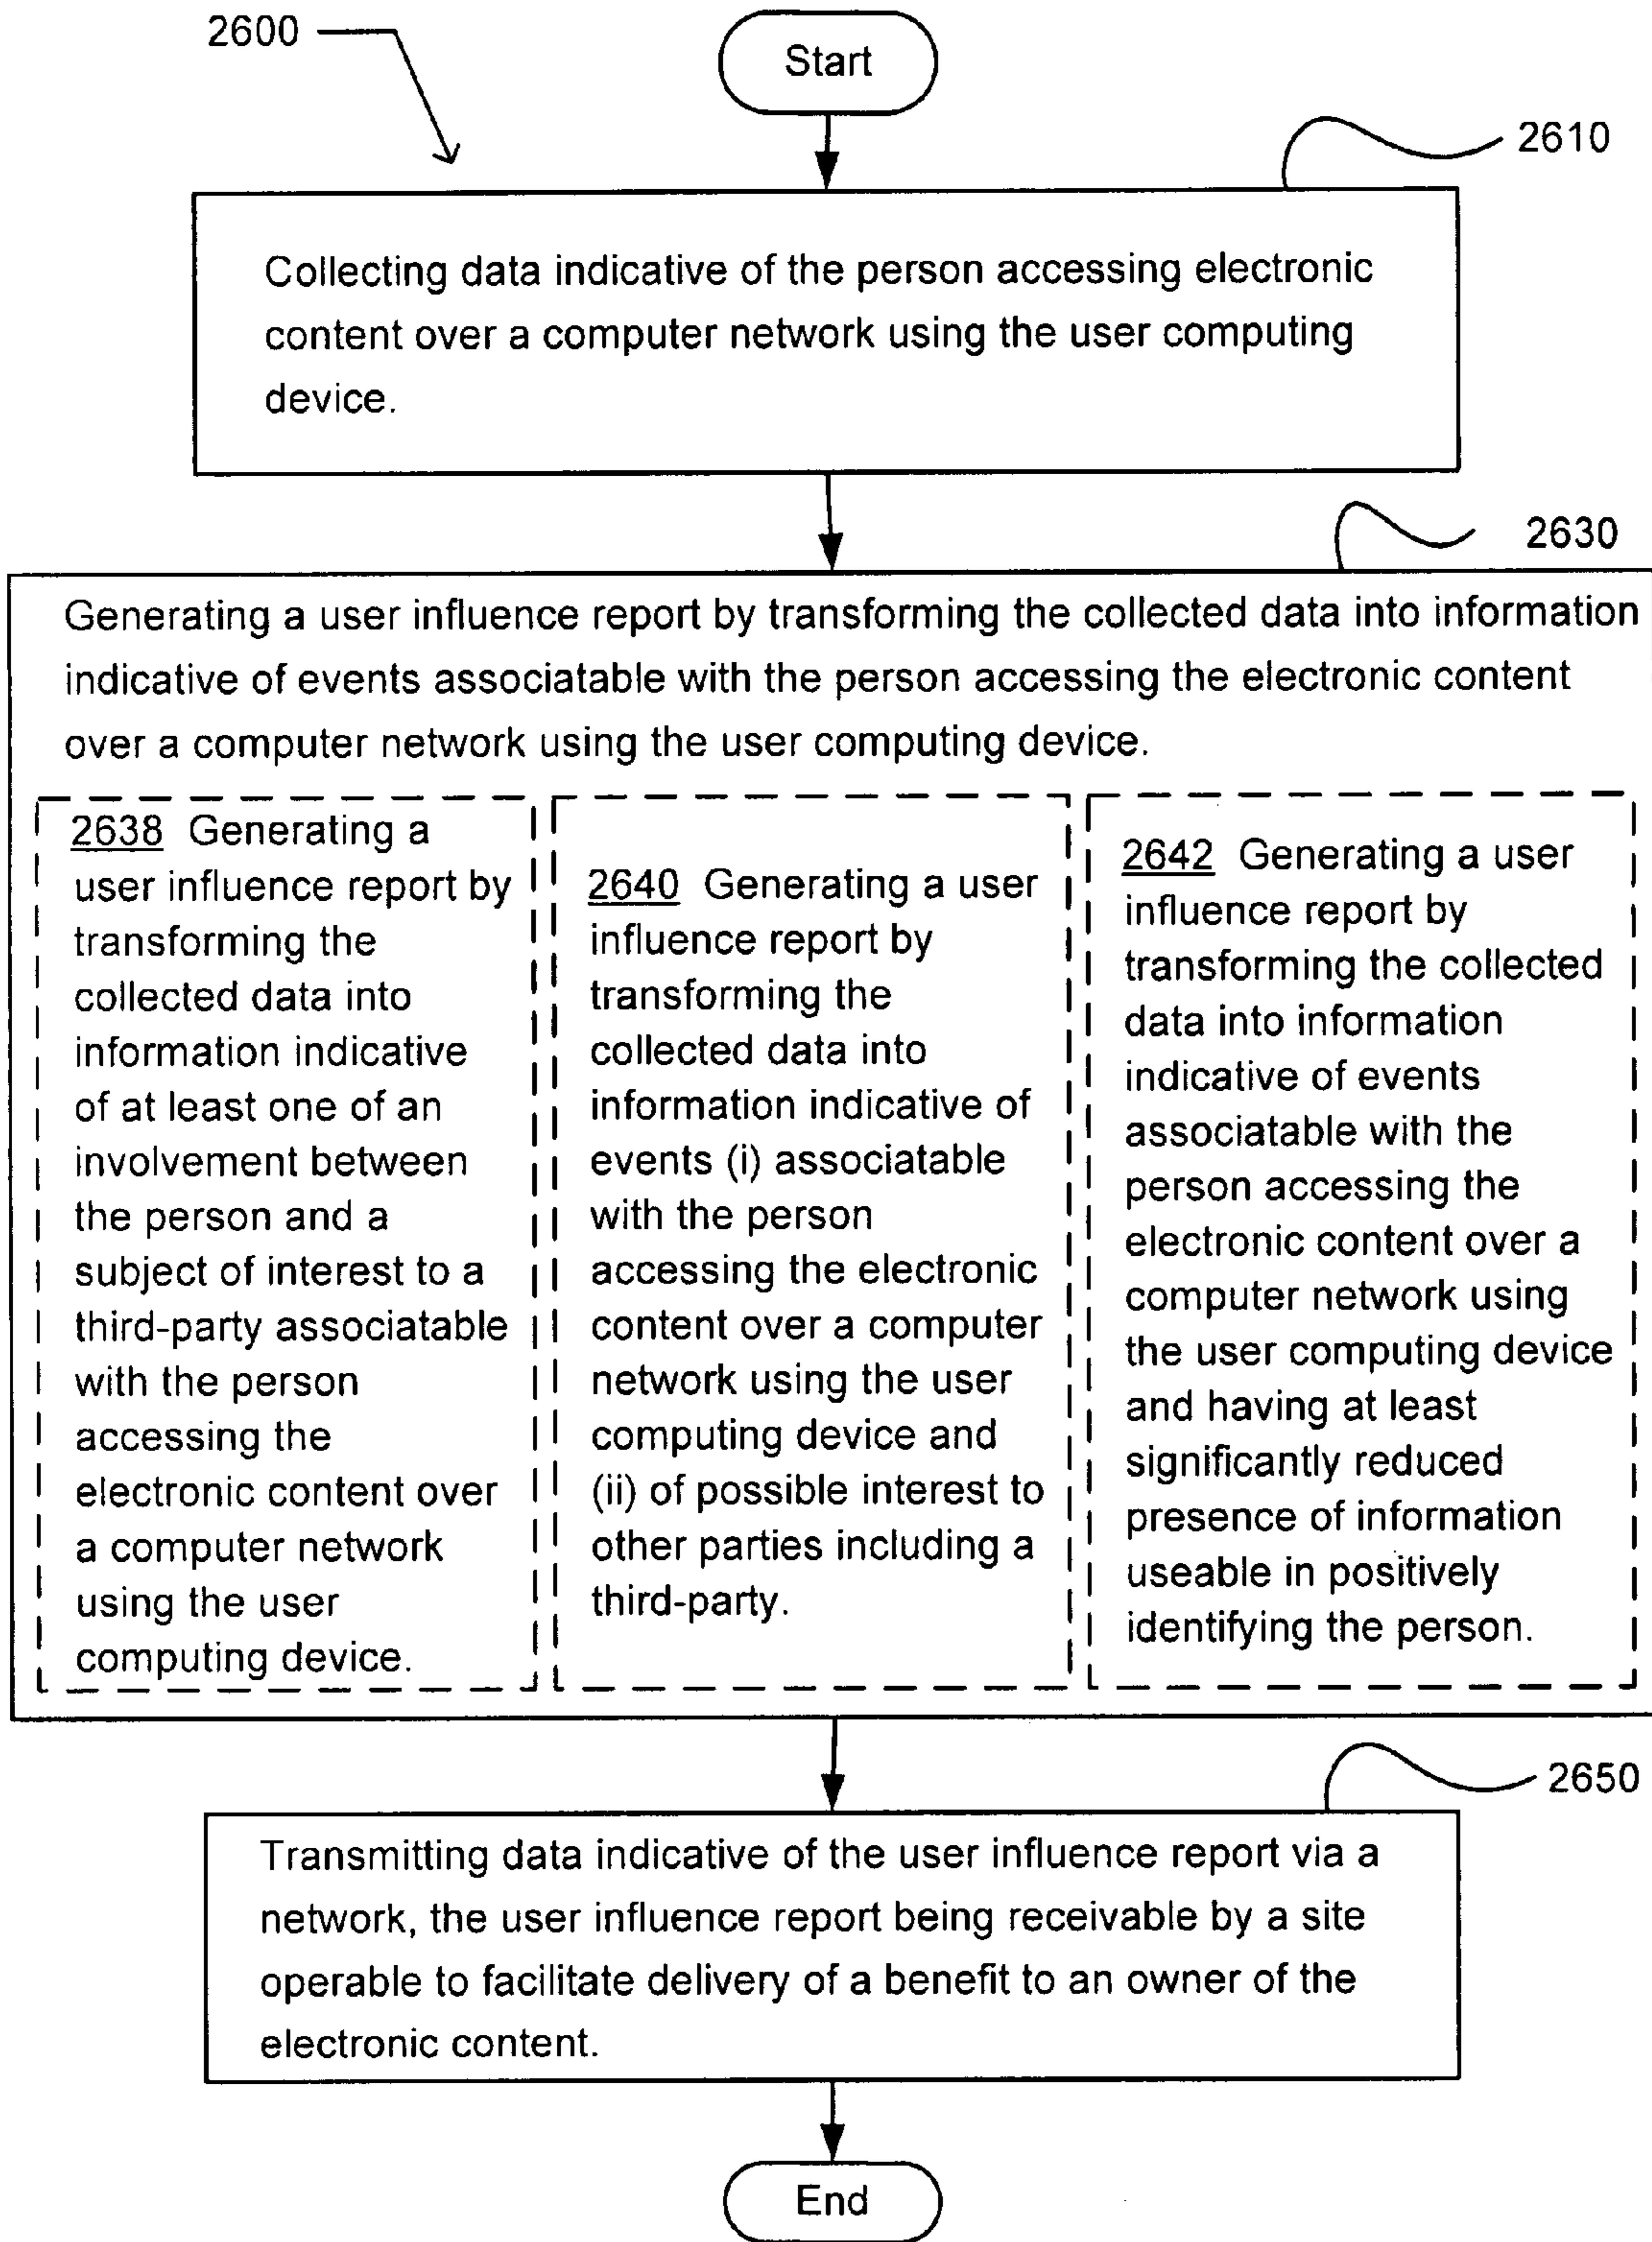 2600
Start
2610
Collecting data indicative of the person accessing electronic
content over a computer network using the user computing
device.
2630
Generating a user influence report by transforming the collected data into information
indicative of events associatable with the person accessing the electronic content
over a computer network using the user computing device.
2638 Generating a
user influence report by
transforming the
collected data into
information indicative
of at least one of an
involvement between
the person and a
subject of interest to a
third-party associatable
with the person
accessing the
electronic content over
a computer network
using the user
computing device.
2640 Generating a user
influence report by
transforming the
collected data into
information indicative of
events (i) associatable
with the person
accessing the electronic
content over a computer
network using the user
computing device and
(ii) of possible interest to
other parties including a
third-party.
2642 Generating a user
influence report by
transforming the collected
data into information
indicative of events
associatable with the
person accessing the
electronic content over a
computer network using
the user computing device
and having at least
significantly reduced
presence of information
useable in positively
identifying the person.
2650
Transmitting data indicative of the user influence report via a
network, the user influence report being receivable by a site
operable to facilitate delivery of a benefit to an owner of the
electronic content.
End